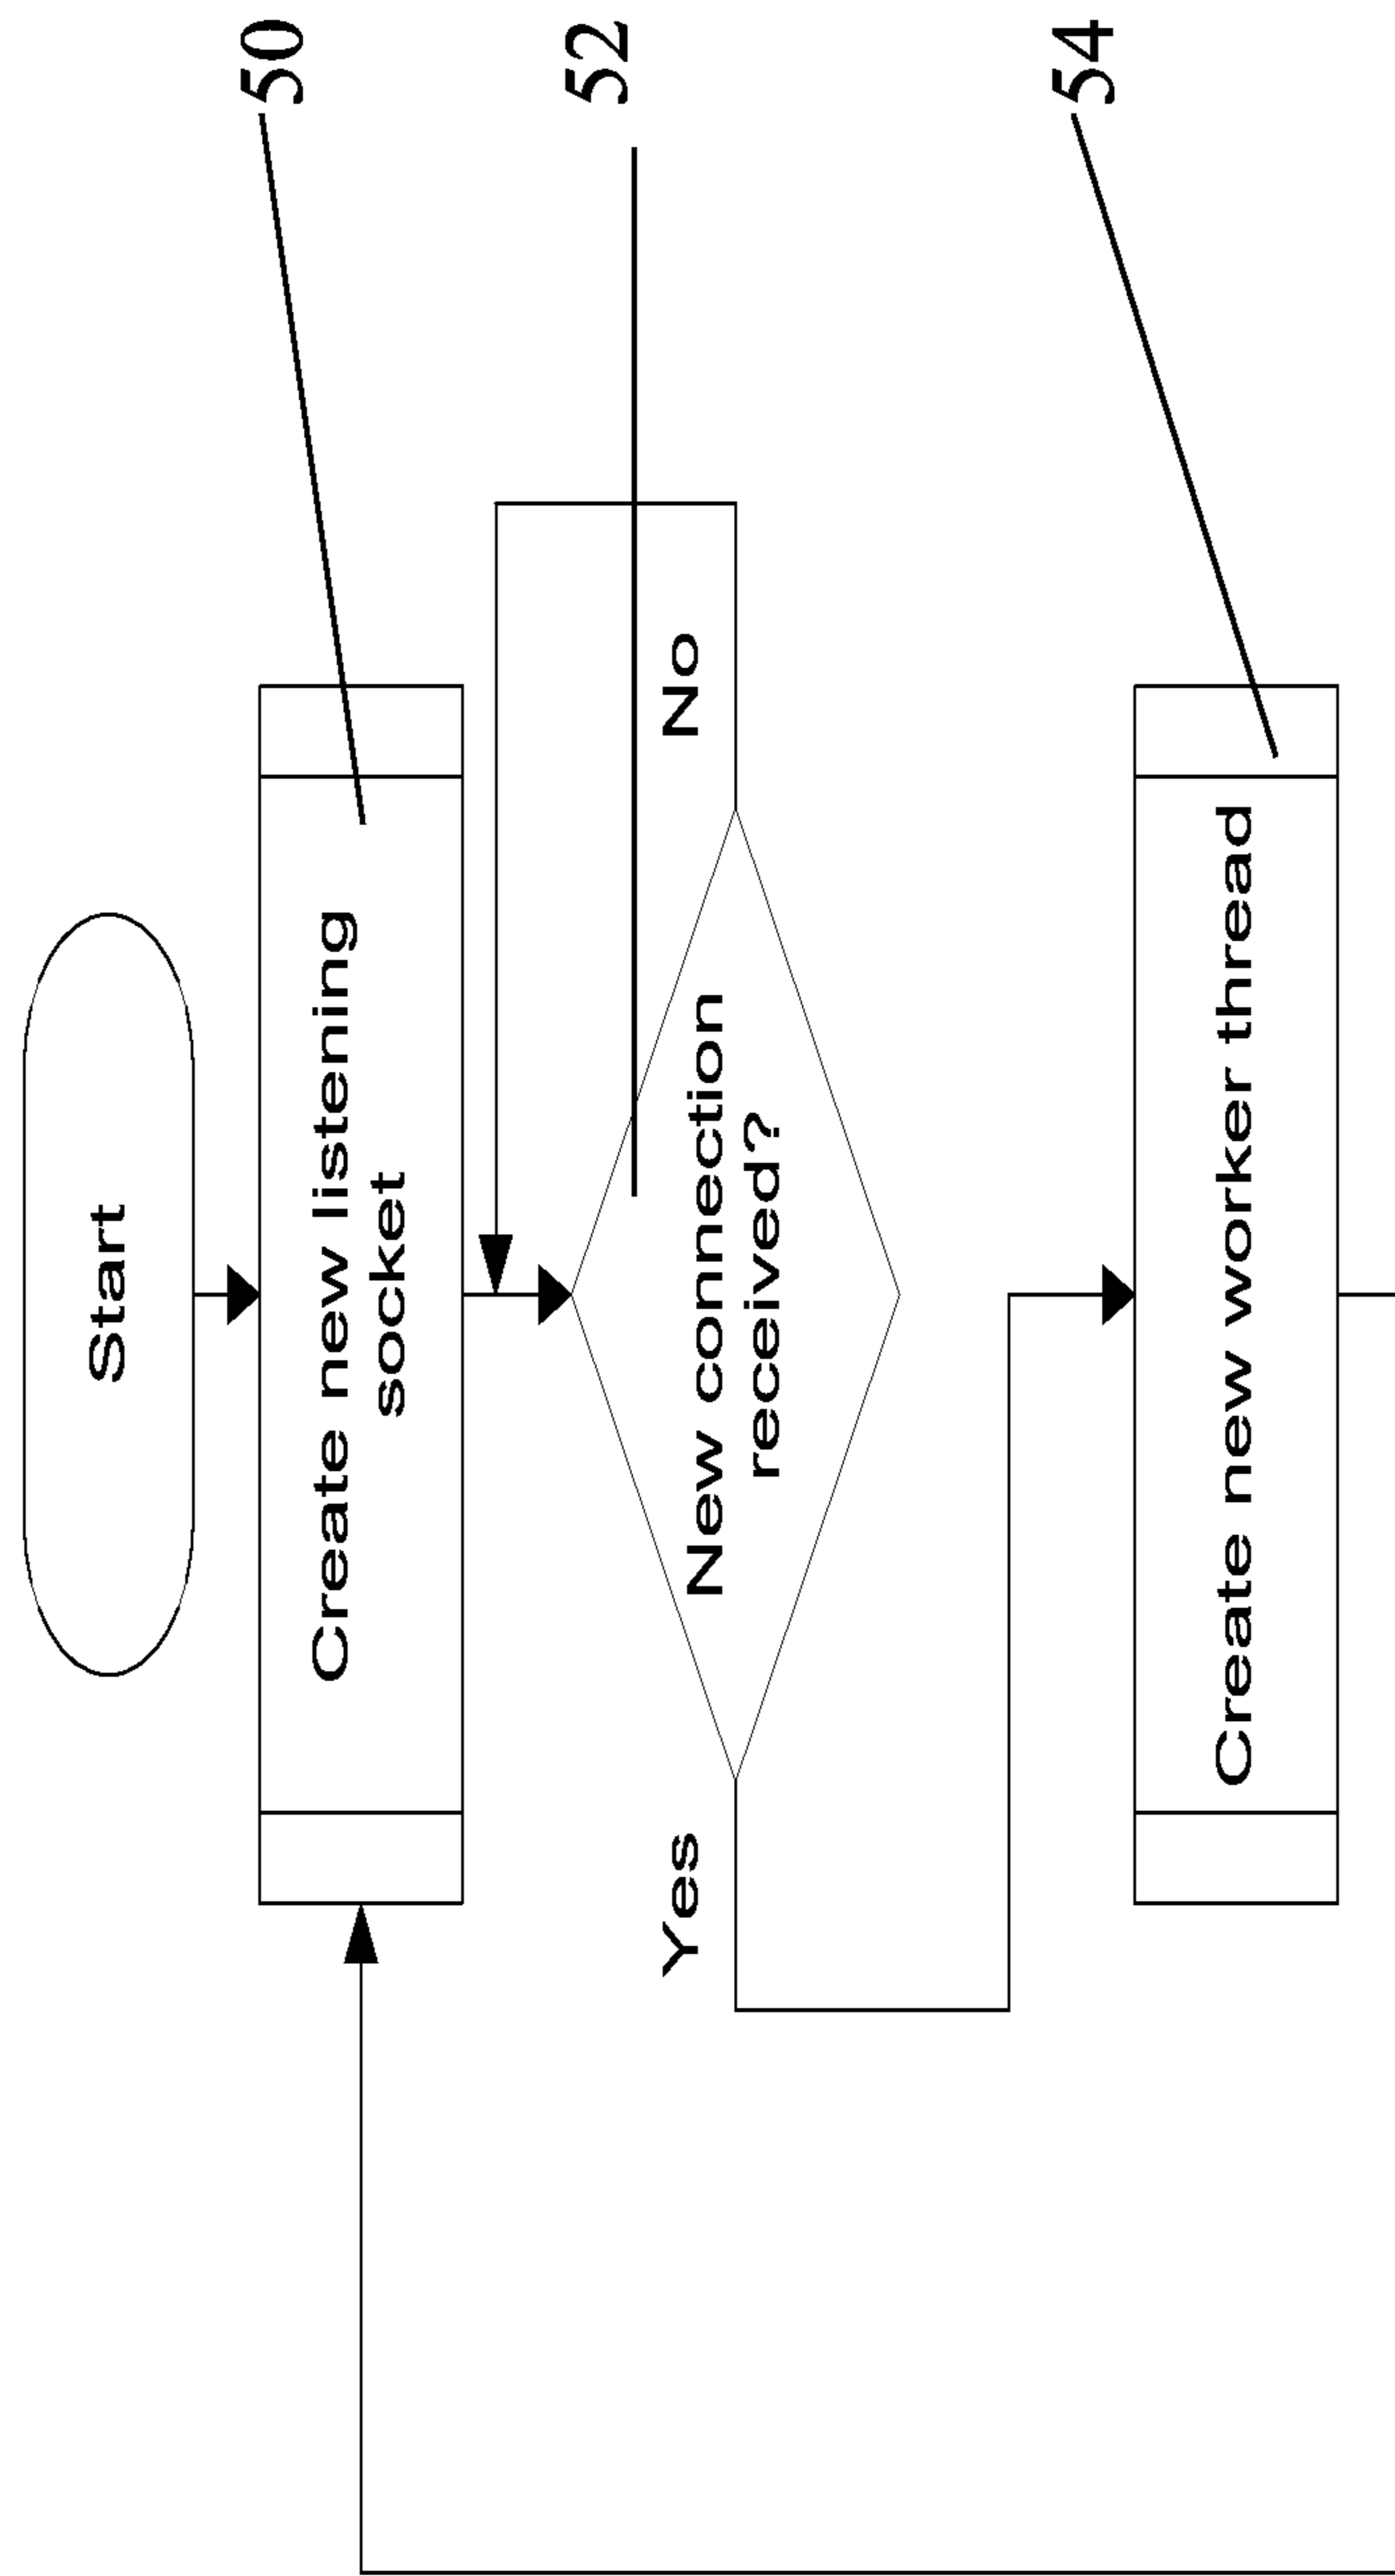 Start
50
Create new listening
socket
52
No
New connection
received?
Yes
54
Create new worker thread